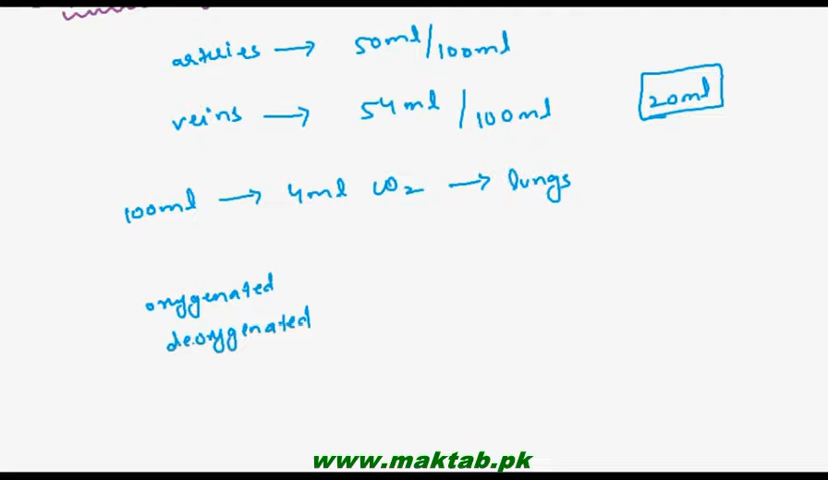 arteries → 50ml/100ml
veins → 54ml/100ml
20ml
100ml → 4ml CO2 → lungs
oxygenated
deoxygenated
www.maktab.pk